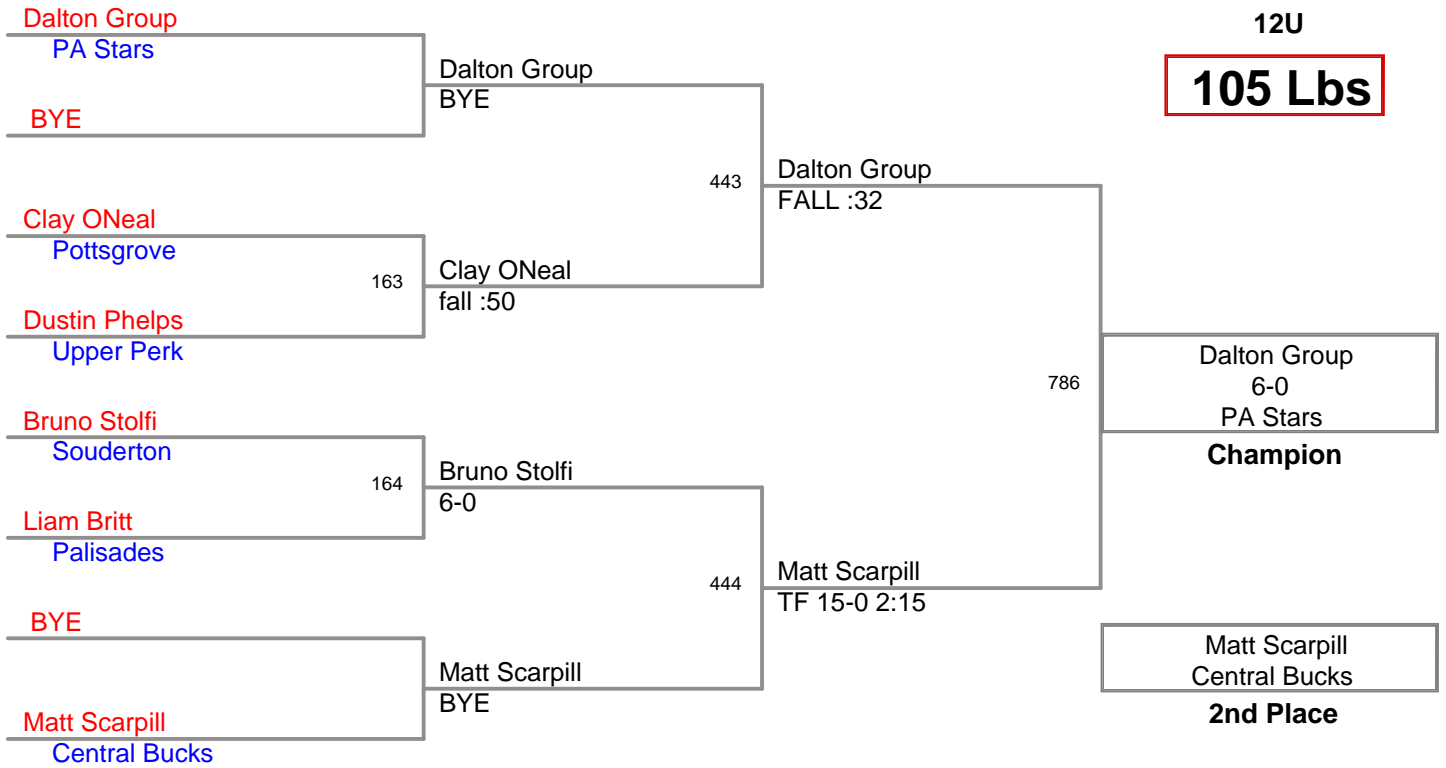 Dalton Group
PA Stars
BYE
Clay ONeal
Pottsgrove
Dustin Phelps
Upper Perk
Bruno Stolfi
Souderton
Liam Britt
Palisades
BYE
Matt Scarpill
Central Bucks
163
164
Dalton Group
BYE
Clay ONeal
fall :50
Bruno Stolfi
6-0
Matt Scarpill
BYE
443
444
Dalton Group
FALL :32
Matt Scarpill
TF 15-0 2:15
786
12U
105 Lbs
Dalton Group
6-0
PA Stars
Champion
Matt Scarpill
Central Bucks
2nd Place